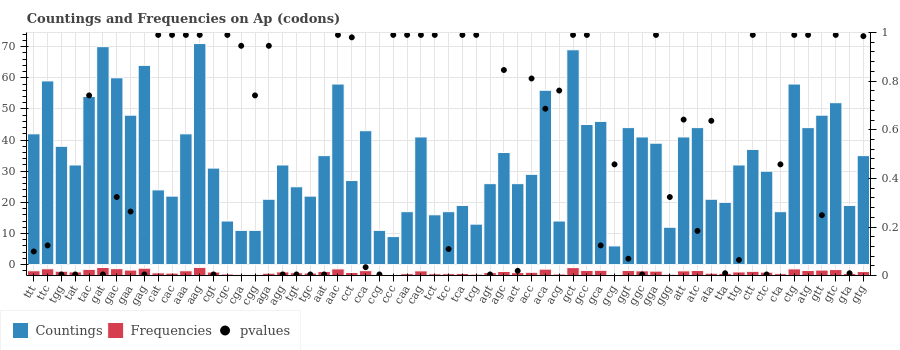 Countings and Frequencies on Ap (codons)
70
60
50
40
30
20
10
0
1
0.8
0.6
0.4
0.2
0
ttt
ttc
tgg
tat
tac
gat
gac
gaa
gag
cat
cac
aaa
aag
cgt
cgc
cga
cgg
aga
agg
tgt
tgc
aat
aac
cct
cca
ccg
ccc
caa
cag
tct
tcc
tca
tcg
agt
agc
act
acc
aca
acg
gct
gcc
gca
gcg
ggt
ggc
gga
ggg
att
atc
ata
tta
ttg
ctt
ctc
cta
ctg
atg
gtt
gtc
gta
gtg
Countings Frequencies pvalues